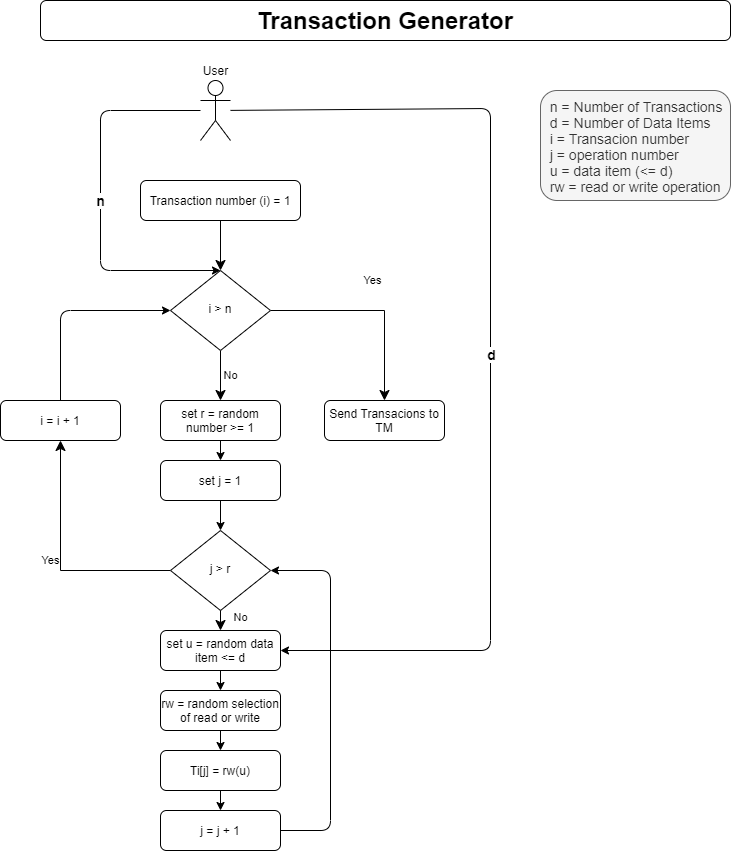 Transaction Generator
User
n = Number of Transactions
d = Number of Data Items
i = Transacion number
j = operation number
u = data item (<= d)
rw = read or write operation
n
Transaction number (i) = 1
i > n
Yes
No
d
i = i + 1
set r = random
number >= 1
Send Transacions to
TM
set j = 1
j > r
Yes
No
set u = random data
item <= d
rw = random selection
of read or write
Ti[j] = rw(u)
j = j + 1